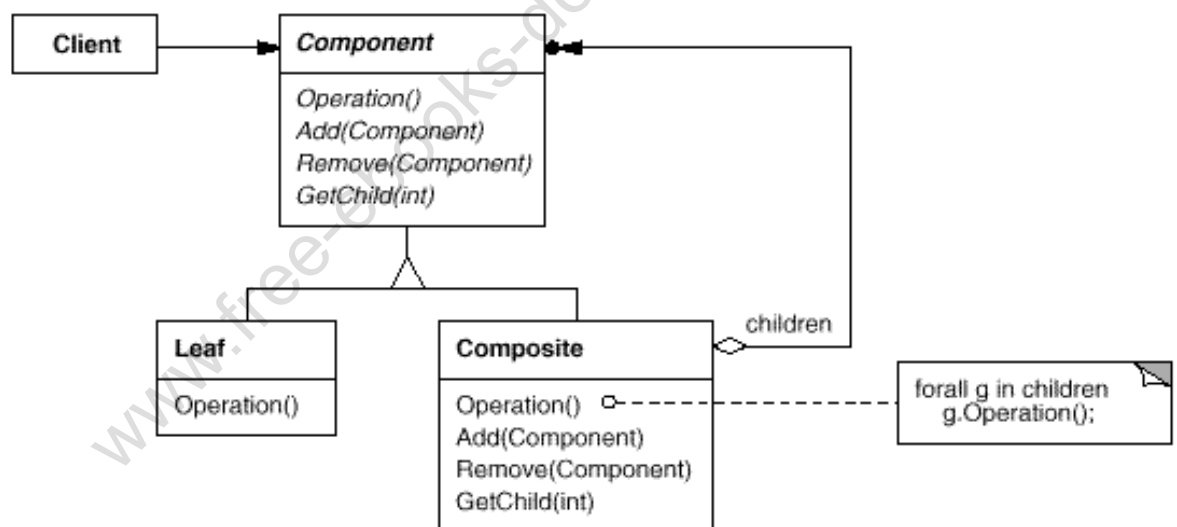 Client
Component
Operation()
Add(Component)
Remove(Component)
GetChild(int)
Leaf
Operation()
Composite
Operation()
Add(Component)
Remove(Component)
GetChild(int)
children
forall g in children
g.Operation();
www.free-ebooks-do